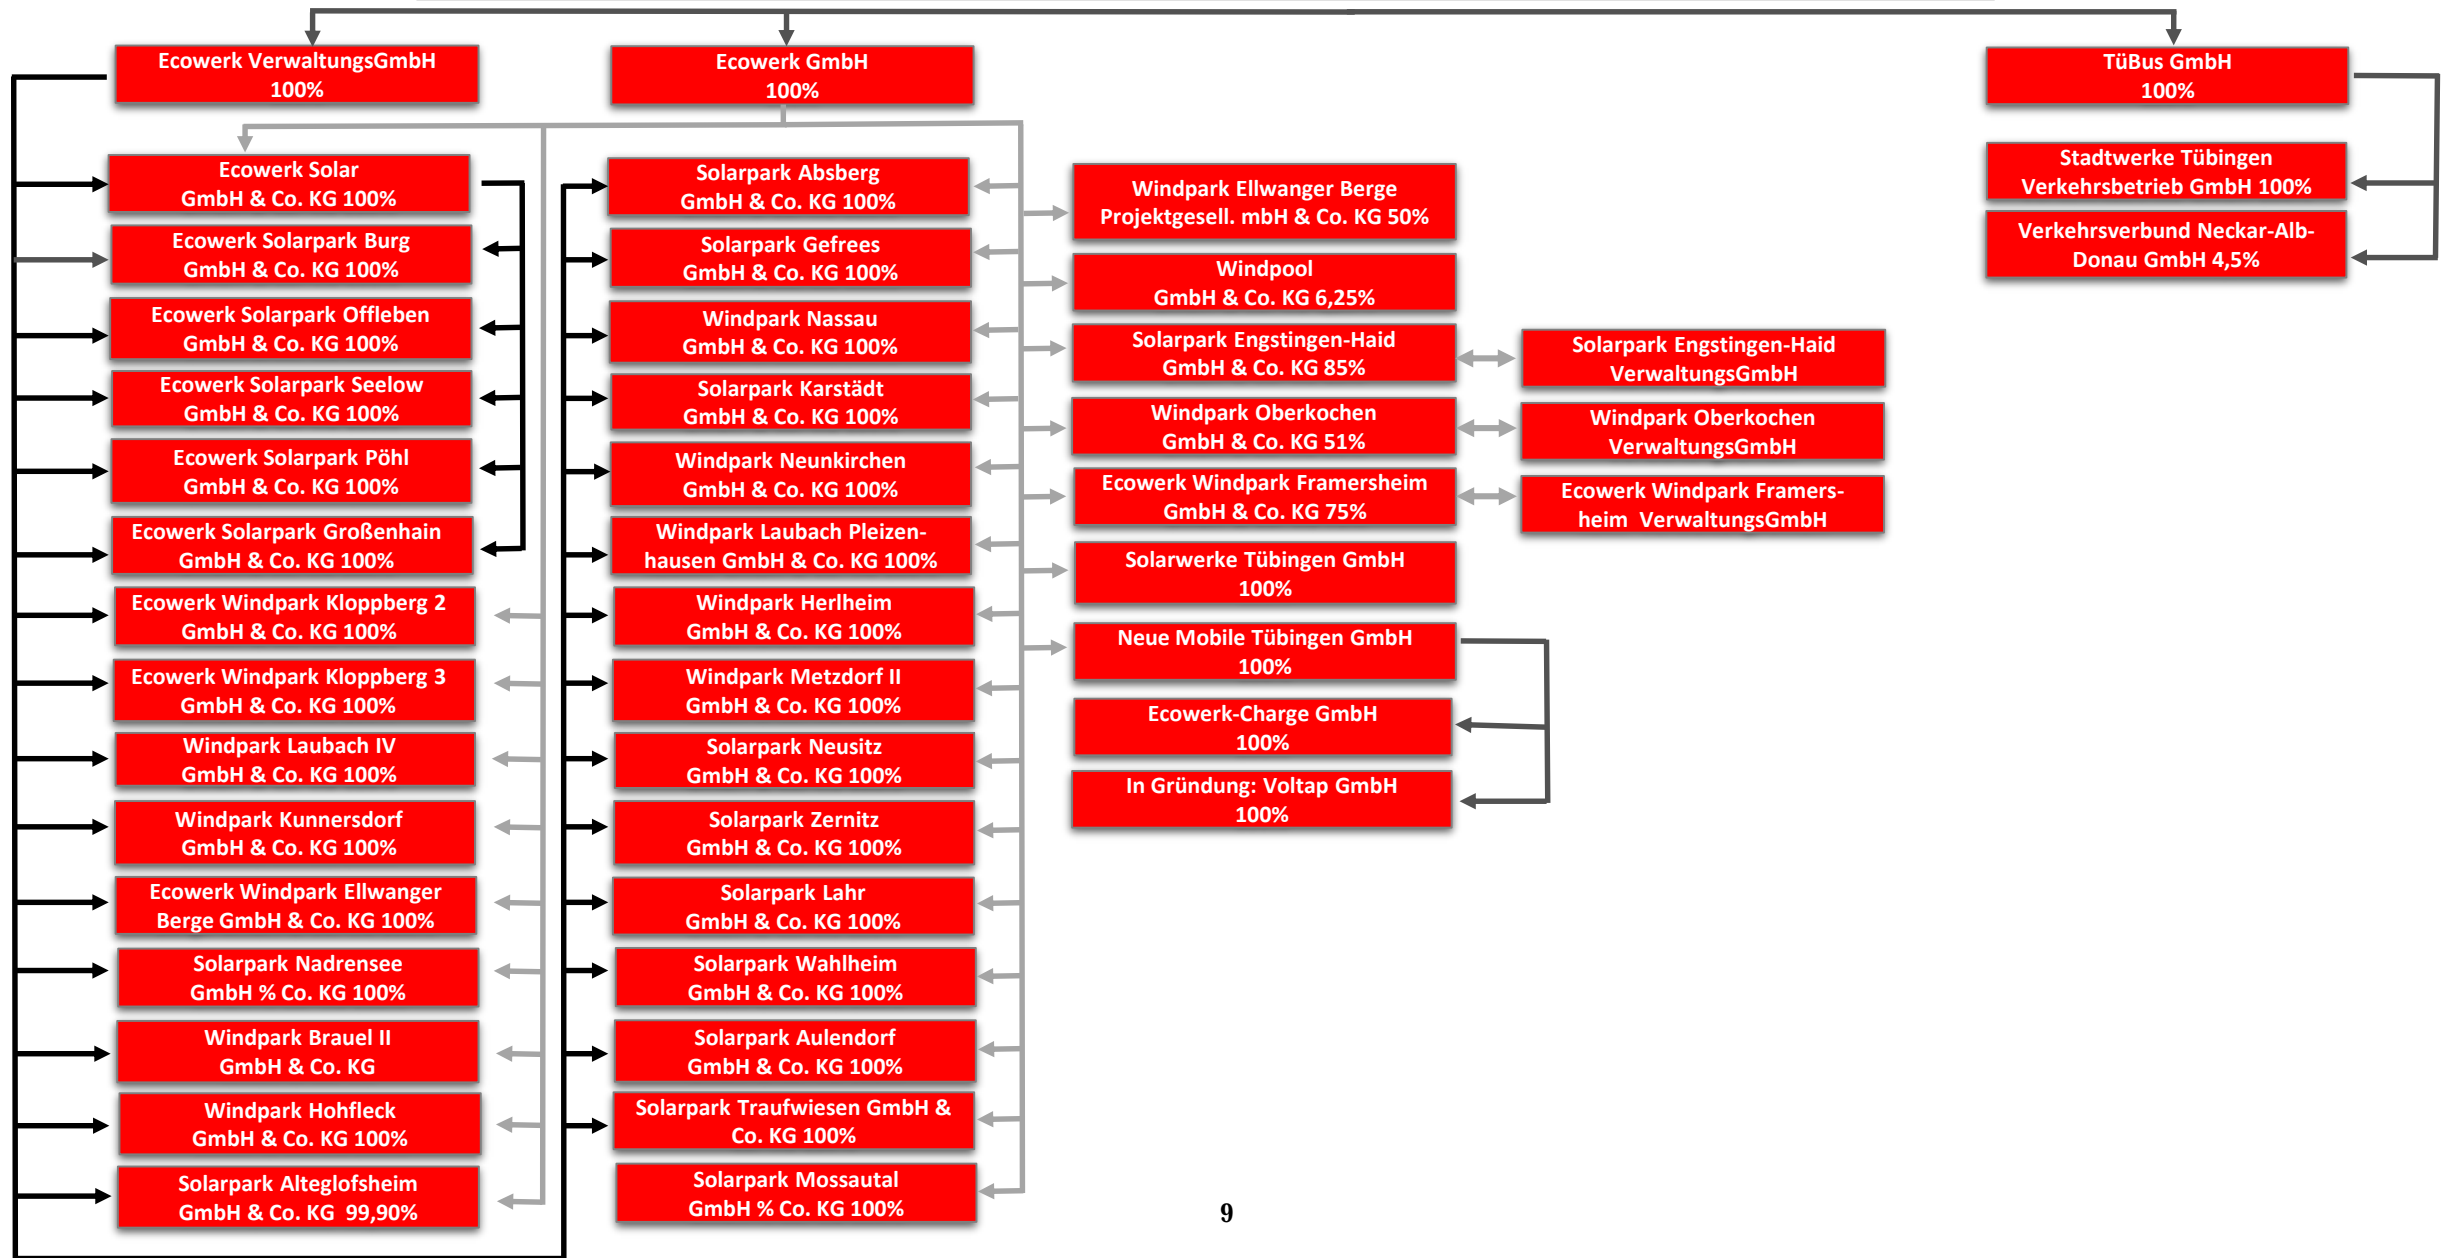 Ecowerk VerwaltungsGmbH
100%
Ecowerk GmbH
100%
TüBus GmbH
100%
Ecowerk Solar
GmbH & Co. KG 100%
Ecowerk Solarpark Burg
GmbH & Co. KG 100%
Ecowerk Solarpark Offleben
GmbH & Co. KG 100%
Ecowerk Solarpark Seelow
GmbH & Co. KG 100%
Ecowerk Solarpark Pöhl
GmbH & Co. KG 100%
Ecowerk Solarpark Großenhain
GmbH & Co. KG 100%
Ecowerk Windpark Kloppberg 2
GmbH & Co. KG 100%
Ecowerk Windpark Kloppberg 3
GmbH & Co. KG 100%
Windpark Laubach IV
GmbH & Co. KG 100%
Windpark Kunnersdorf
GmbH & Co. KG 100%
Ecowerk Windpark Ellwanger
Berge GmbH & Co. KG 100%
Solarpark Nadrensee
GmbH % Co. KG 100%
Windpark Brauel II
GmbH & Co. KG
Windpark Hohfleck
GmbH & Co. KG 100%
Solarpark Alteglofsheim
GmbH & Co. KG 99,90%
Solarpark Absberg
GmbH & Co. KG 100%
Solarpark Gefrees
GmbH & Co. KG 100%
Windpark Nassau
GmbH & Co. KG 100%
Solarpark Karstädt
GmbH & Co. KG 100%
Windpark Neunkirchen
GmbH & Co. KG 100%
Windpark Laubach Pleizen-
hausen GmbH & Co. KG 100%
Windpark Herlheim
GmbH & Co. KG 100%
Windpark Metzdorf II
GmbH & Co. KG 100%
Solarpark Neusitz
GmbH & Co. KG 100%
Solarpark Zernitz
GmbH & Co. KG 100%
Solarpark Lahr
GmbH & Co. KG 100%
Solarpark Wahlheim
GmbH & Co. KG 100%
Solarpark Aulendorf
GmbH & Co. KG 100%
Solarpark Traufwiesen GmbH &
Co. KG 100%
Solarpark Mossautal
GmbH % Co. KG 100%
Windpark Ellwanger Berge
Projektgesell. mbH & Co. KG 50%
Windpool
GmbH & Co. KG 6,25%
Solarpark Engstingen-Haid
GmbH & Co. KG 85%
Windpark Oberkochen
GmbH & Co. KG 51%
Ecowerk Windpark Framersheim
GmbH & Co. KG 75%
Solarwerke Tübingen GmbH
100%
Neue Mobile Tübingen GmbH
100%
Ecowerk-Charge GmbH
100%
In Gründung: Voltap GmbH
100%
Solarpark Engstingen-Haid
VerwaltungsGmbH
Windpark Oberkochen
VerwaltungsGmbH
Ecowerk Windpark Framers-
heim VerwaltungsGmbH
Stadtwerke Tübingen
Verkehrsbetrieb GmbH 100%
Verkehrsverbund Neckar-Alb-
Donau GmbH 4,5%
9